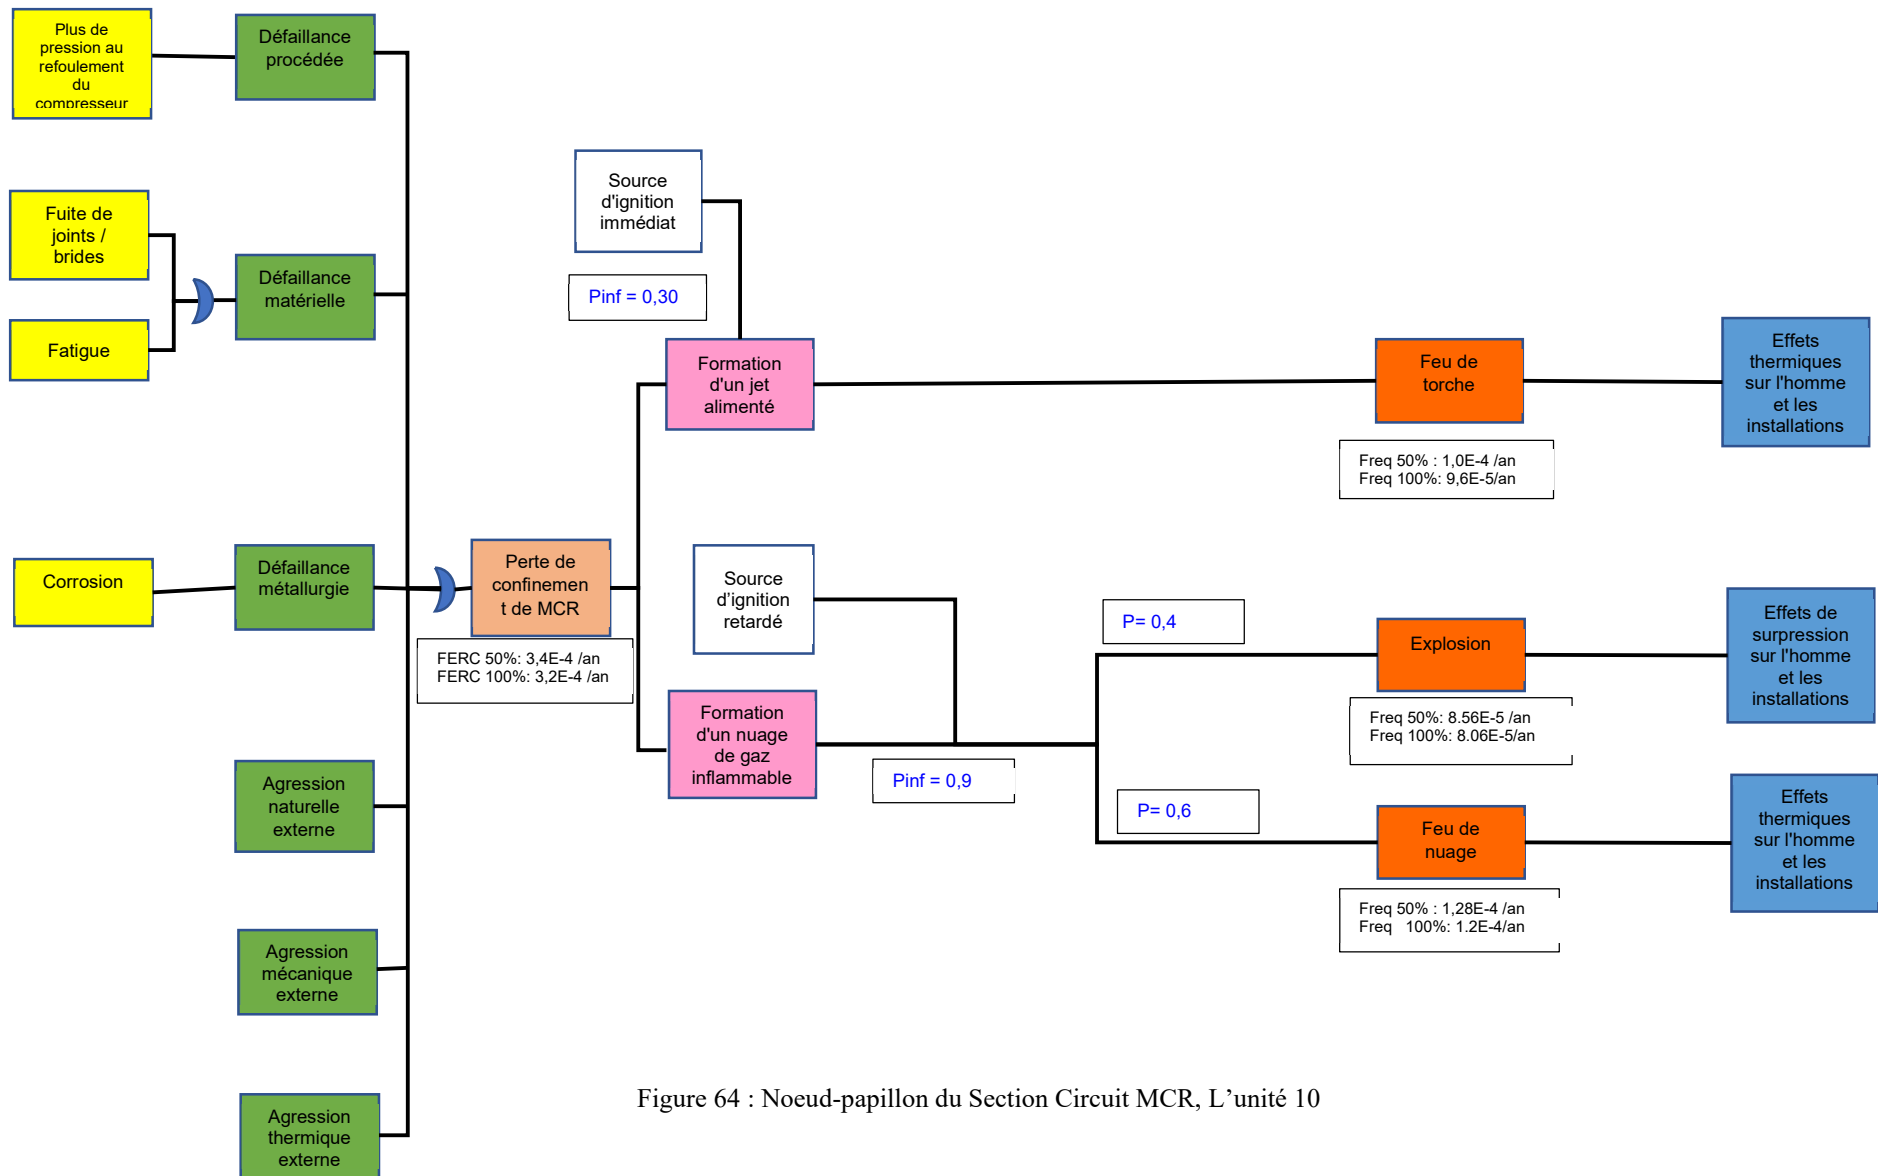 Plus de
pression au
refoulement
du
compresseur
Défaillance
procédée
Fuite de
joints /
brides
Fatigue
Défaillance
matérielle
Corrosion
Défaillance
métallurgie
Agression
naturelle
externe
Agression
mécanique
externe
Agression
thermique
externe
Perte de
confinemen
t de MCR
FERC 50%: 3,4E-4 /an
FERC 100%: 3,2E-4 /an
Source
d'ignition
immédiat
Pinf = 0,30
Formation
d'un jet
alimenté
Feu de
torche
Freq 50% : 1,0E-4 /an
Freq 100%: 9,6E-5/an
Effets
thermiques
sur l'homme
et les
installations
Source
d’ignition
retardé
Formation
d'un nuage
de gaz
inflammable
Pinf = 0,9
P= 0,4
Explosion
Freq 50%: 8.56E-5 /an
Freq 100%: 8.06E-5/an
Effets de
surpression
sur l'homme
et les
installations
P= 0,6
Feu de
nuage
Freq 50% : 1,28E-4 /an
Freq 100%: 1.2E-4/an
Effets
thermiques
sur l'homme
et les
installations
Figure 64 : Noeud-papillon du Section Circuit MCR, L’unité 10